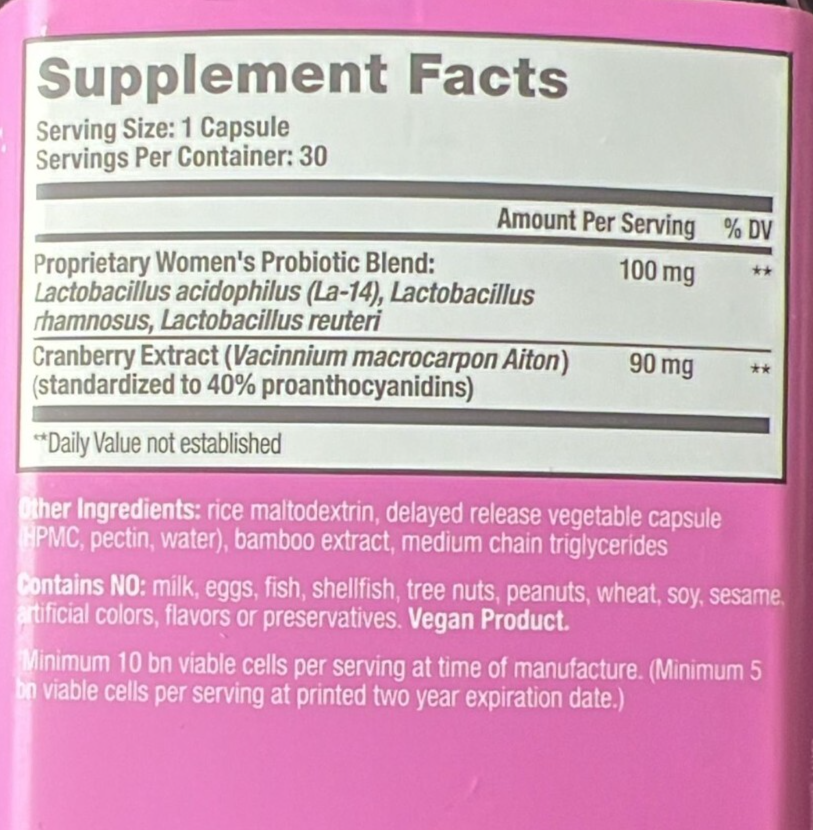 Supplement Facts
Serving Size: 1 Capsule
Servings Per Container: 30
Amount Per Serving % DV
Proprietary Women's Probiotic Blend: 100 mg **
Lactobacillus acidophilus (La-14), Lactobacillus
rhamnosus, Lactobacillus reuteri
Cranberry Extract (Vacinnium macrocarpon Aiton) 90 mg **
(standardized to 40% proanthocyanidins)
**Daily Value not established
Other Ingredients: rice maltodextrin, delayed release vegetable capsule
(HPMC, pectin, water), bamboo extract, medium chain triglycerides
Contains NO: milk, eggs, fish, shellfish, tree nuts, peanuts, wheat, soy, sesame,
artificial colors, flavors or preservatives. Vegan Product.
Minimum 10 bn viable cells per serving at time of manufacture. (Minimum 5
bn viable cells per serving at printed two year expiration date.)